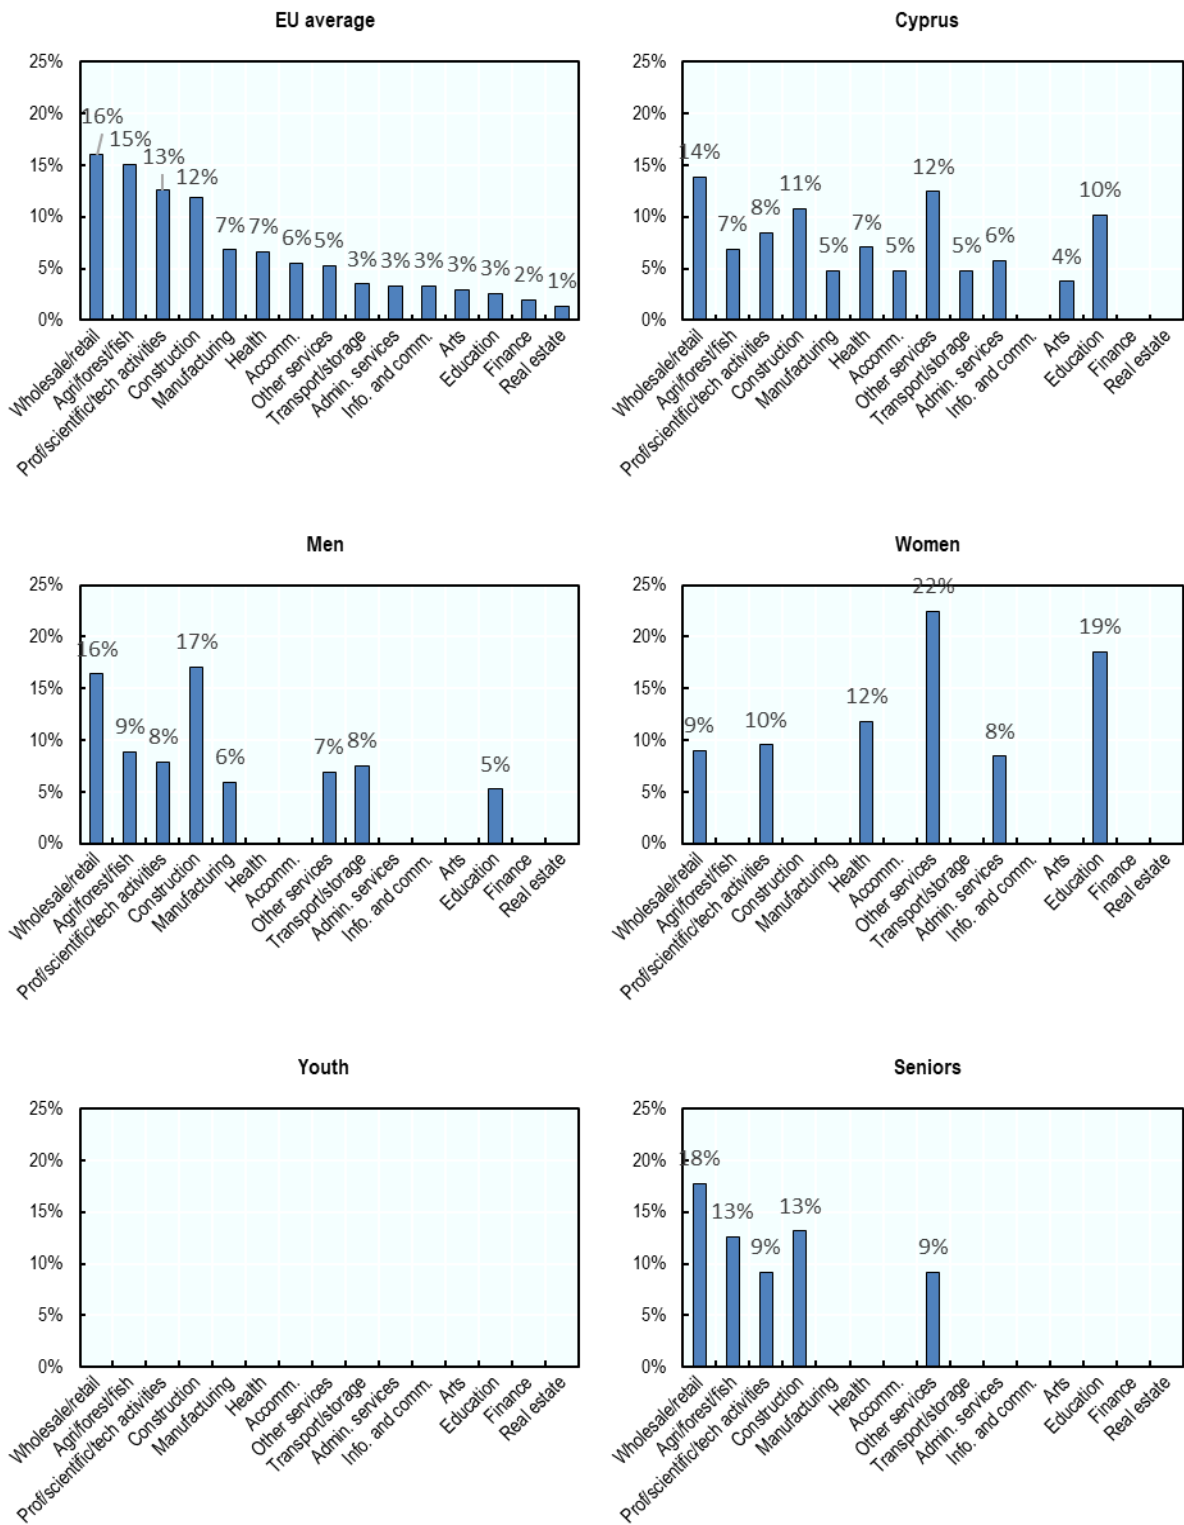 EU average
25%
20%
15%
10%
5%
0%
16%
15%
13%
12%
7%
7%
6%
5%
3%
3%
3%
3%
3%
2%
1%
Wholesale/retail
Agri/forest/fish
Prof/scientific/tech activities
Construction
Manufacturing
Health
Accomm.
Other services
Transport/storage
Admin. services
Info. and comm.
Arts
Education
Finance
Real estate
Cyprus
25%
20%
15%
10%
5%
0%
14%
7%
8%
11%
5%
7%
5%
12%
5%
6%
4%
10%
Wholesale/retail
Agri/forest/fish
Prof/scientific/tech activities
Construction
Manufacturing
Health
Accomm.
Other services
Transport/storage
Admin. services
Info. and comm.
Arts
Education
Finance
Real estate
Men
25%
20%
15%
10%
5%
0%
16%
9%
8%
17%
6%
7%
8%
5%
Wholesale/retail
Agri/forest/fish
Prof/scientific/tech activities
Construction
Manufacturing
Health
Accomm.
Other services
Transport/storage
Admin. services
Info. and comm.
Arts
Education
Finance
Real estate
Women
25%
20%
15%
10%
5%
0%
9%
10%
12%
22%
8%
19%
Wholesale/retail
Agri/forest/fish
Prof/scientific/tech activities
Construction
Manufacturing
Health
Accomm.
Other services
Transport/storage
Admin. services
Info. and comm.
Arts
Education
Finance
Real estate
Youth
25%
20%
15%
10%
5%
0%
Wholesale/retail
Agri/forest/fish
Prof/scientific/tech activities
Construction
Manufacturing
Health
Accomm.
Other services
Transport/storage
Admin. services
Info. and comm.
Arts
Education
Finance
Real estate
Seniors
25%
20%
15%
10%
5%
0%
18%
13%
9%
13%
9%
Wholesale/retail
Agri/forest/fish
Prof/scientific/tech activities
Construction
Manufacturing
Health
Accomm.
Other services
Transport/storage
Admin. services
Info. and comm.
Arts
Education
Finance
Real estate